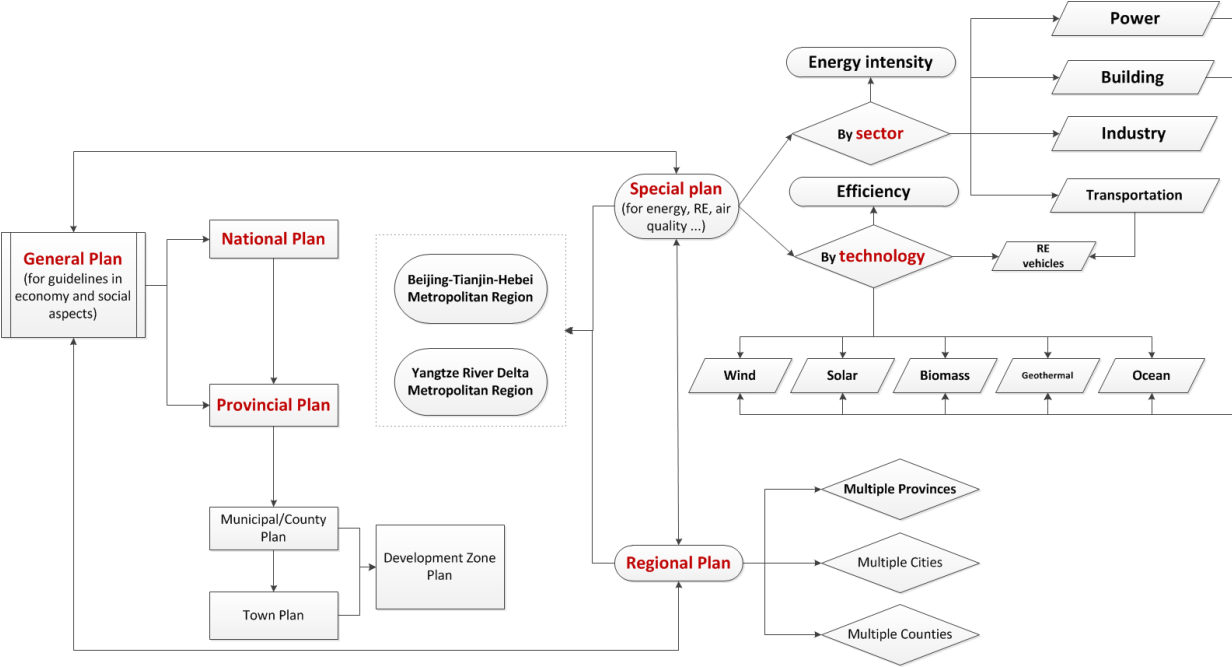 General Plan
(for guidelines in
economy and social
aspects)
National Plan
Provincial Plan
Municipal/County
Plan
Town Plan
Development Zone
Plan
Beijing-Tianjin-Hebei
Metropolitan Region
Yangtze River Delta
Metropolitan Region
Special plan
(for energy, RE, air
quality ...)
Regional Plan
Energy intensity
By sector
Efficiency
By technology
Power
Building
Industry
Transportation
RE
vehicles
Wind
Solar
Biomass
Geothermal
Ocean
Multiple Provinces
Multiple Cities
Multiple Counties